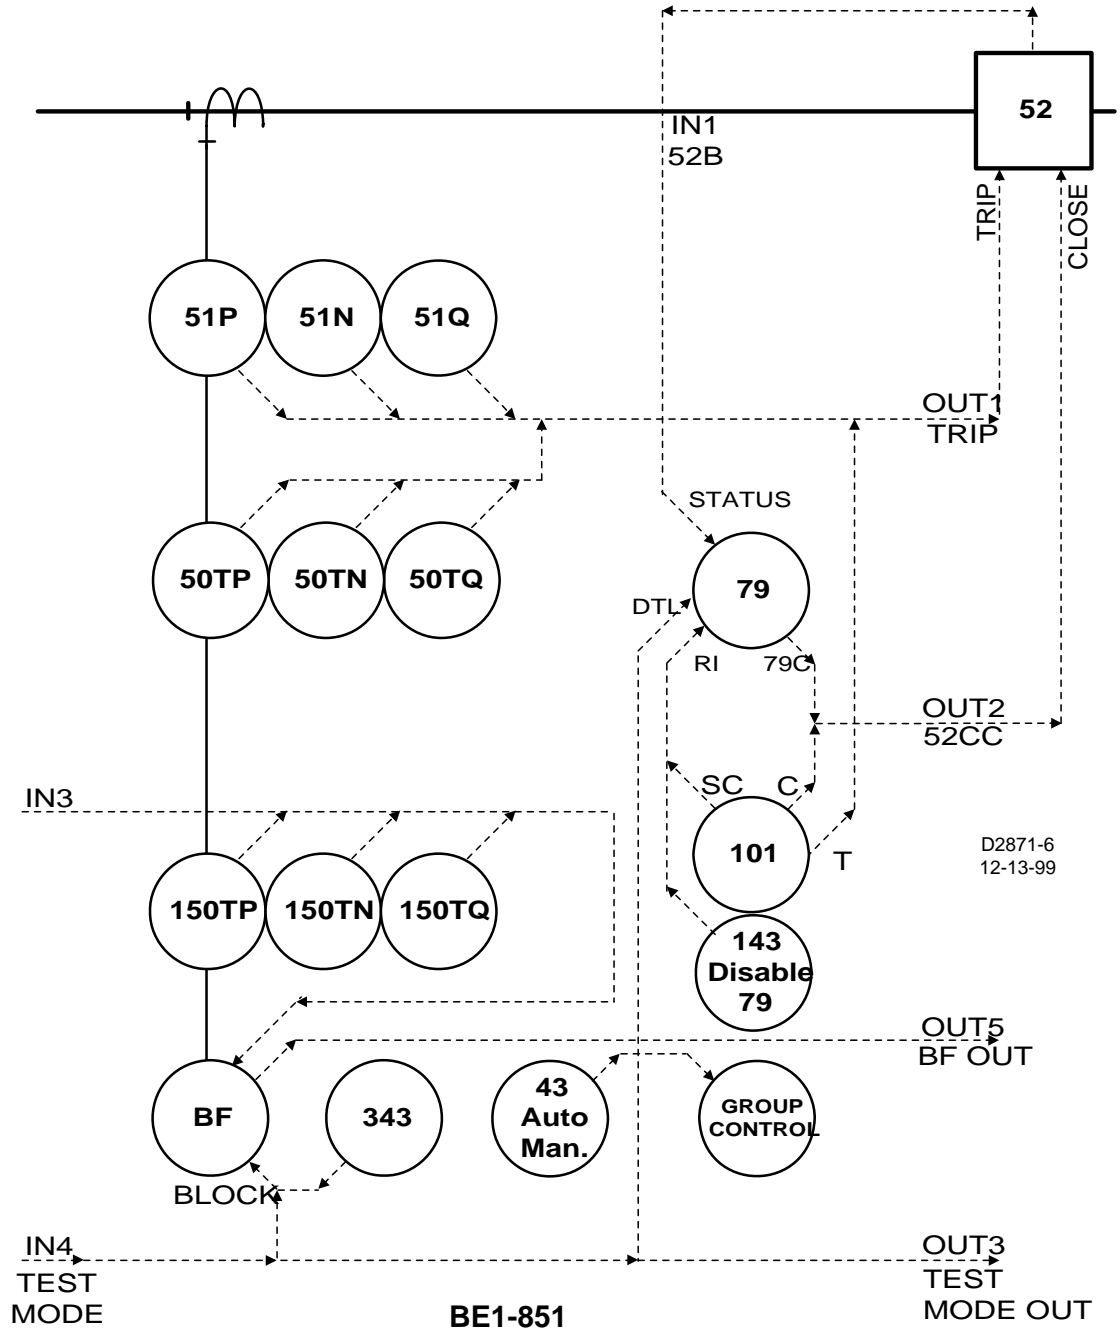 52
IN1
52B
TRIP
CLOSE
51P
51N
51Q
OUT1
TRIP
STATUS
50TP
50TN
50TQ
79
DTL
RI
79C
OUT2
52CC
IN3
SC
C
101
T
D2871-6
12-13-99
150TP
150TN
150TQ
143
Disable
79
OUT5
BF OUT
BF
343
43
Auto
Man.
GROUP
CONTROL
BLOCK
IN4
TEST
MODE
OUT3
TEST
MODE OUT
BE1-851